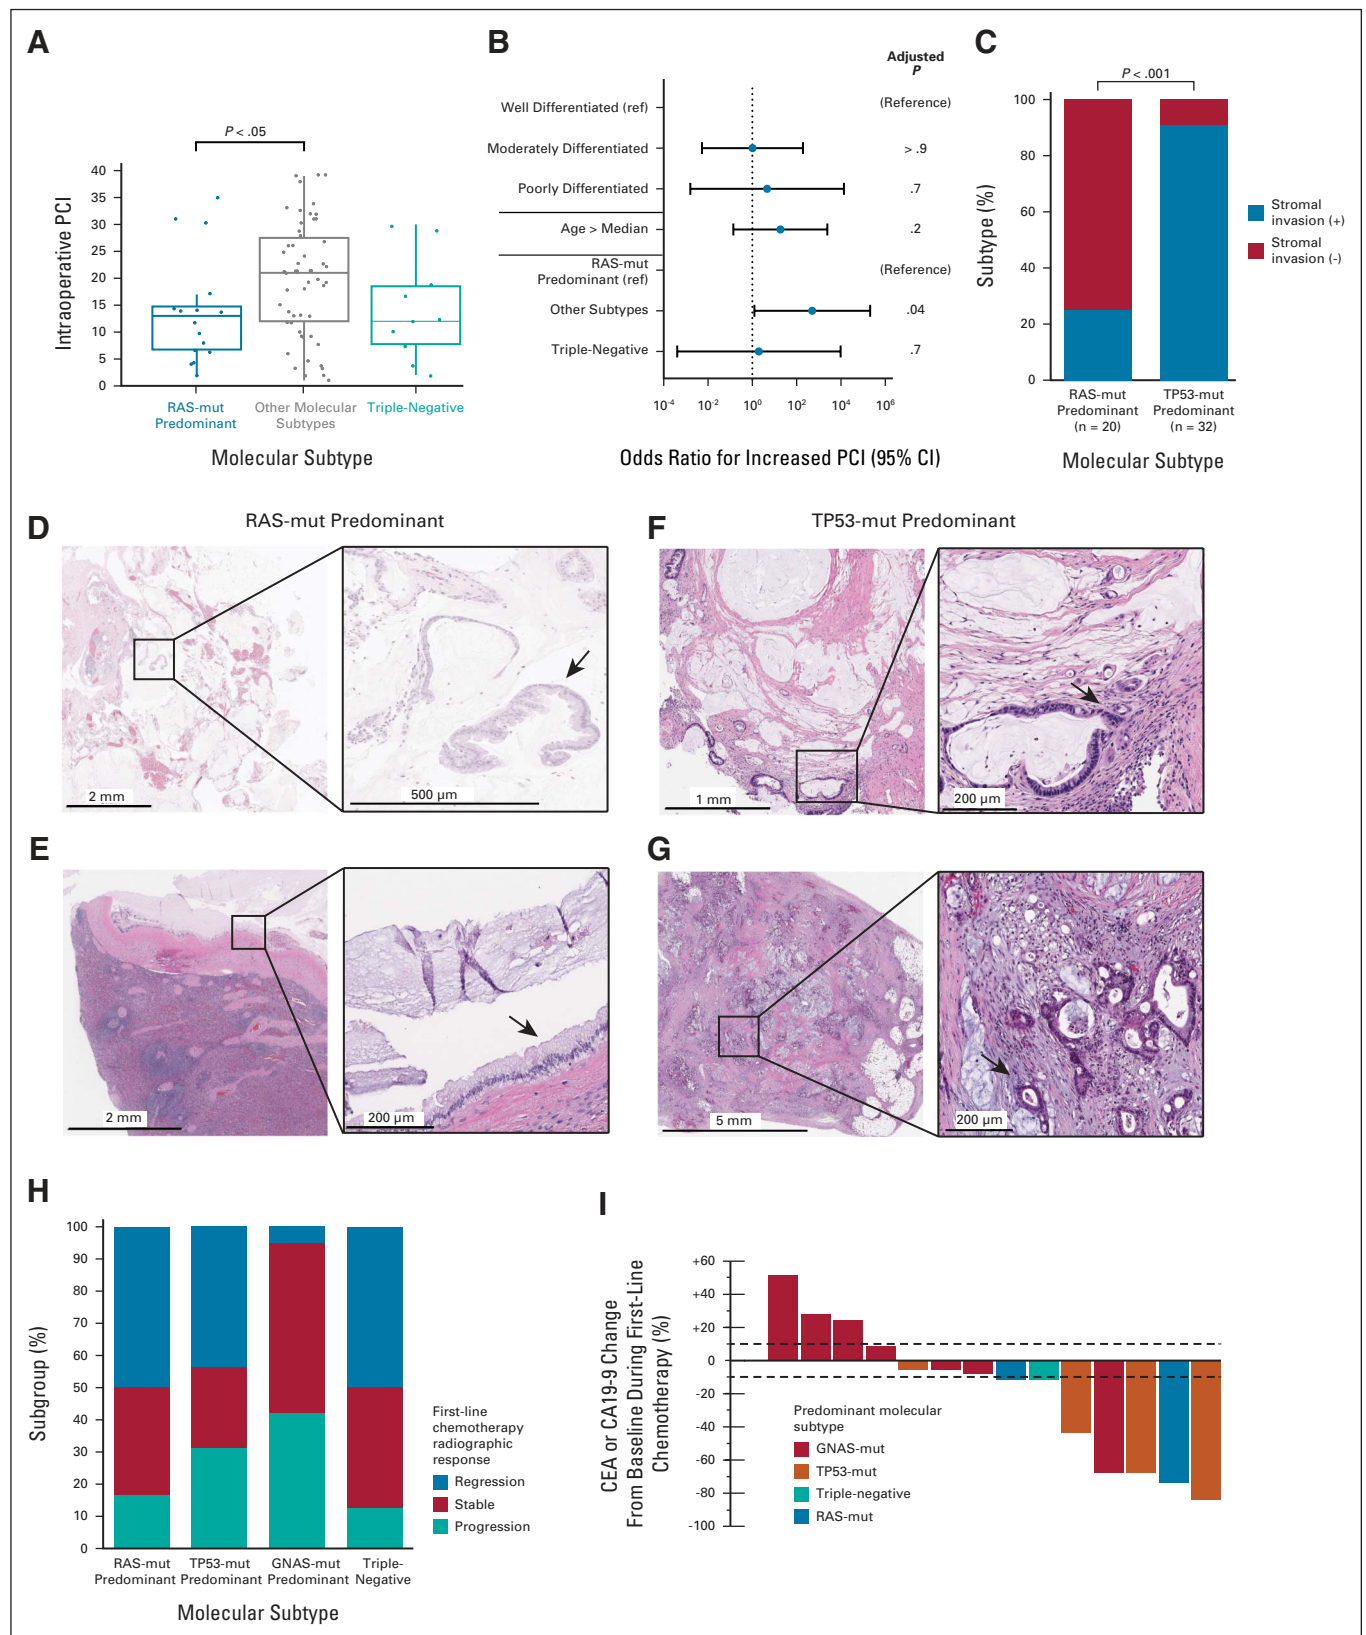 A
P < .05
Intraoperative PCI
40
35
30
25
20
15
10
5
0
RAS-mut
Predominant
Other Molecular
Subtypes
Triple-Negative
Molecular Subtype
B
Adjusted
P
Well Differentiated (ref)
(Reference)
Moderately Differentiated
> .9
Poorly Differentiated
.7
Age > Median
.2
RAS-mut
Predominant (ref)
(Reference)
Other Subtypes
.04
Triple-Negative
.7
10-4
10-2
100
102
104
106
Odds Ratio for Increased PCI (95% CI)
C
P < .001
Subtype (%)
100
80
60
40
20
0
Stromal
invasion (+)
Stromal
invasion (-)
RAS-mut
Predominant
(n = 20)
TP53-mut
Predominant
(n = 32)
Molecular Subtype
D
RAS-mut Predominant
2 mm
500 µm
F
TP53-mut Predominant
1 mm
200 µm
E
2 mm
200 µm
G
5 mm
200 µm
H
Subgroup (%)
100
90
80
70
60
50
40
30
20
10
0
First-line
chemotherapy
radiographic
response
Regression
Stable
Progression
RAS-mut
Predominant
TP53-mut
Predominant
GNAS-mut
Predominant
Triple-
Negative
Molecular Subtype
I
CEA or CA19-9 Change
From Baseline During First-Line
Chemotherapy (%)
+60
+40
+20
0
-20
-40
-60
-80
-100
Predominant molecular
subtype
GNAS-mut
TP53-mut
Triple-negative
RAS-mut